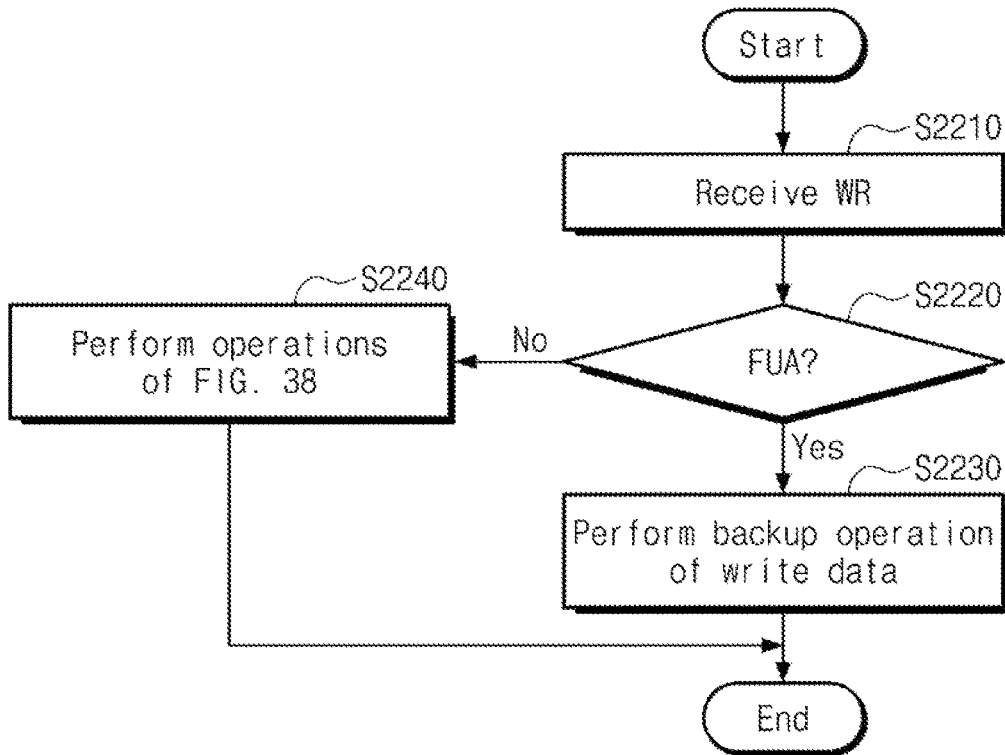 Start
S2210
Receive WR
S2220
FUA?
No
S2240
Perform operations
of FIG. 38
Yes
S2230
Perform backup operation
of write data
End